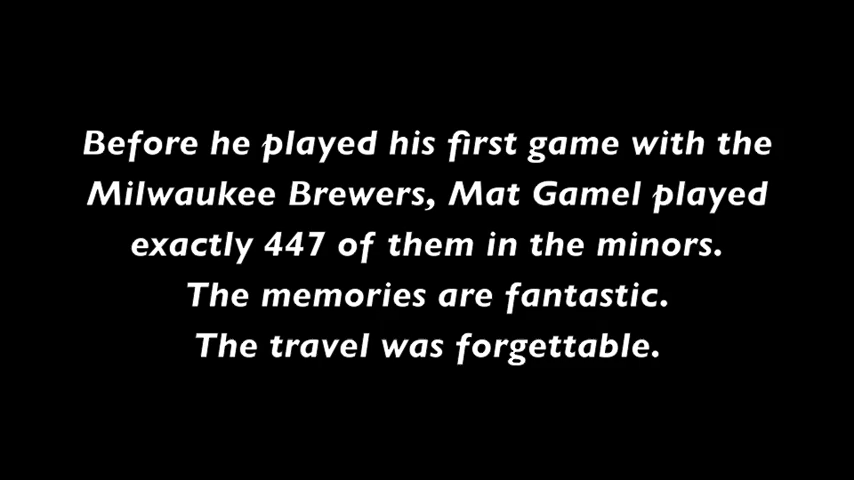 Before he played his first game with the
Milwaukee Brewers, Mat Gamel played
exactly 447 of them in the minors.
The memories are fantastic.
The travel was forgettable.